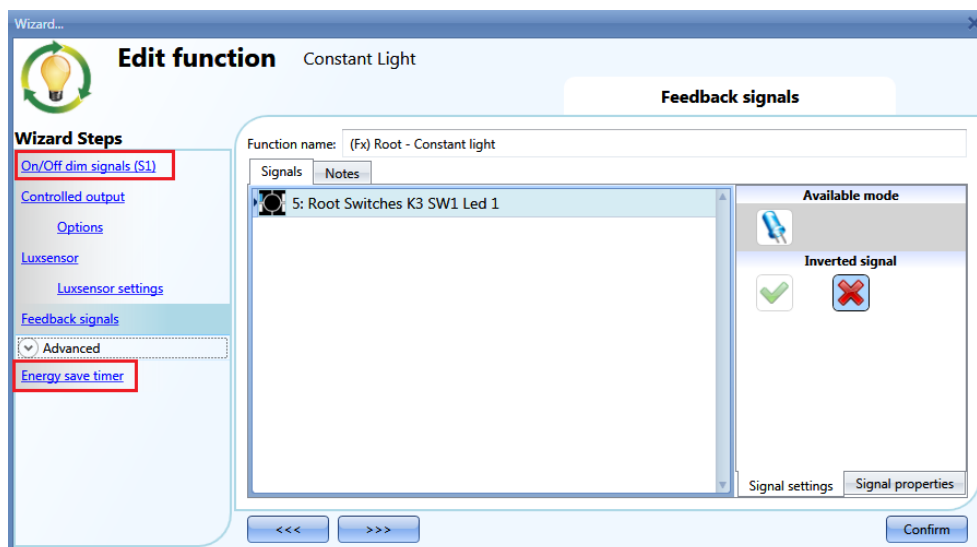 Wizard...
Edit function Constant Light
Feedback signals
Wizard Steps
On/Off dim signals (S1)
Controlled output
Options
Luxsensor
Luxsensor settings
Feedback signals
Advanced
Energy save timer
Function name: (Fx) Root - Constant light
Signals Notes
5: Root Switches K3 SW1 Led 1
Available mode
Inverted signal
Signal settings Signal properties
<<< >>> Confirm